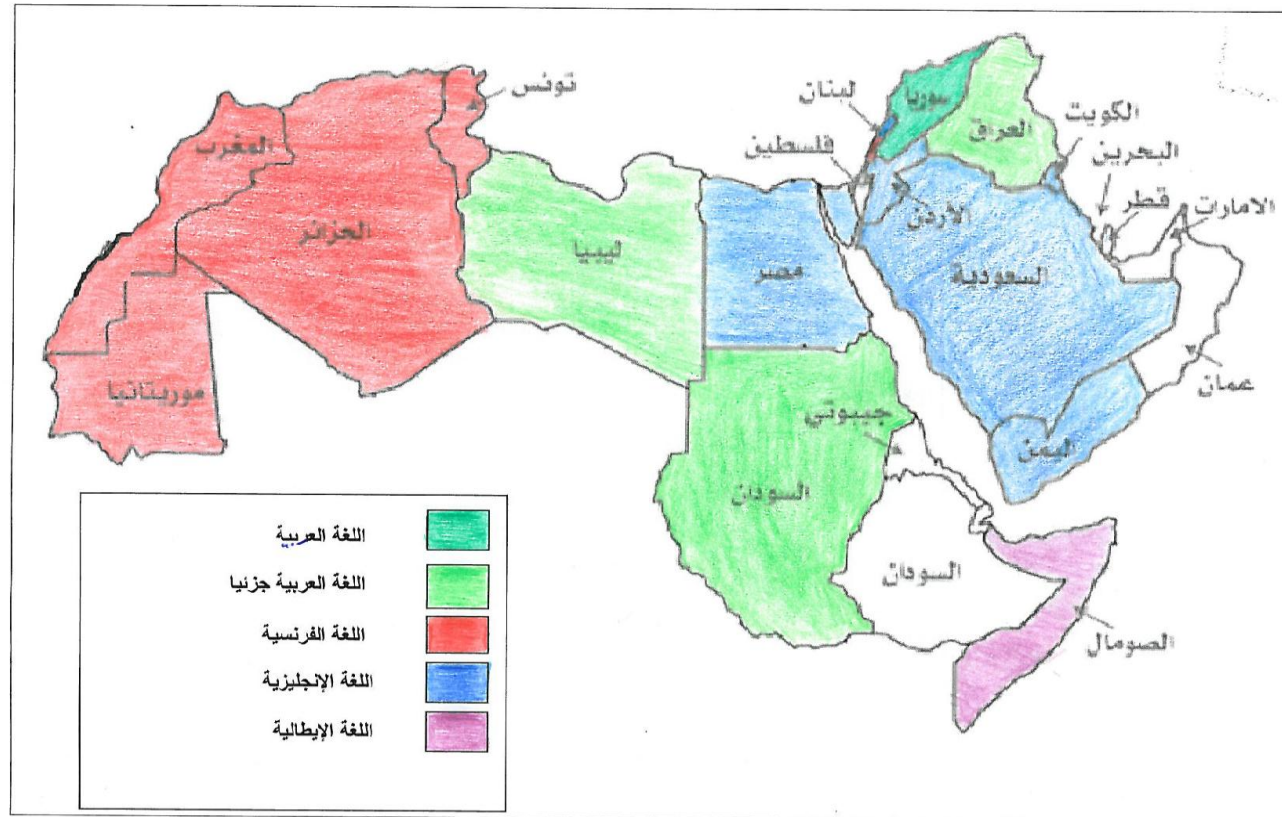 تونس
لبنان
سوريا
العراق
الكويت
البحرين
قطر
الامارات
فلسطين
الأردن
المغرب
الجزائر
ليبيا
مصر
السعودية
عمان
موريتانيا
جيبوتي
السودان
اليمن
السودان
الصومال
اللغة العربية
اللغة العربية جزئيا
اللغة الفرنسية
اللغة الإنجليزية
اللغة الإيطالية